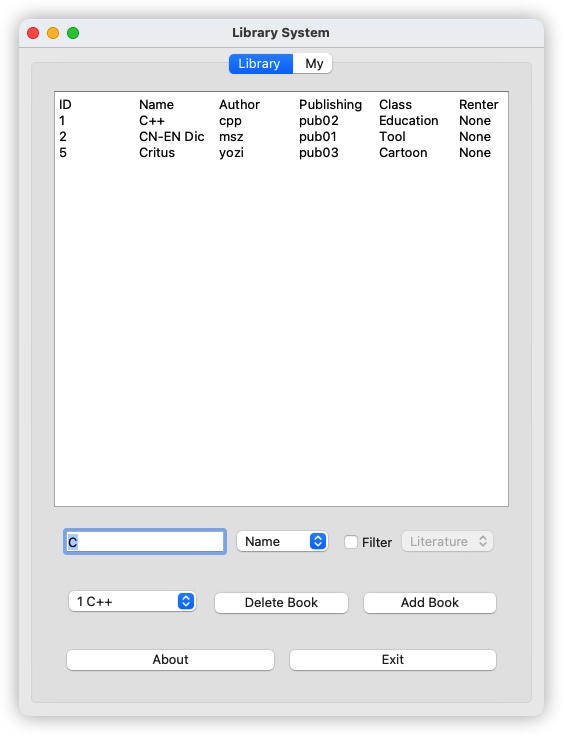 Library System
Library My
ID Name Author Publishing Class Renter
1 C++ cpp pub02 Education None
2 CN-EN Dic msz pub01 Tool None
5 Critus yozi pub03 Cartoon None
C Name Filter Literature
1 C++ Delete Book Add Book
About Exit